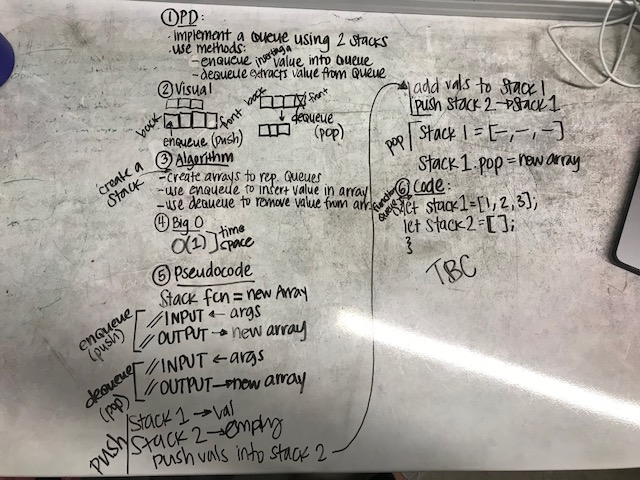 ① PD:
· implement a Queue using 2 stacks
· use methods:
- enqueue inserting a value into Queue
- dequeue extracts value from Queue
② Visual
back
front
enqueue (push)
back
front
dequeue
(pop)
③ Algorithm
create a
stack
- create arrays to rep. Queues
- use enqueue to insert value in array
- use dequeue to remove value from arr
④ Big O
O(1)
time
space
⑤ Pseudocode
Stack fcn = new Array
enqueue
(push)
// INPUT ← args
// OUTPUT → new array
dequeue
(pop)
// INPUT ← args
// OUTPUT → new array
push
Stack 1 → val
Stack 2 → empty
push vals into stack 2
add vals to stack 1
push stack 2 → stack 1
pop
Stack 1 = [-, -, -]
Stack 1.pop = new array
⑥ Code:
function
let stack1 = [1, 2, 3];
let stack2 = [ ];
}
TBC